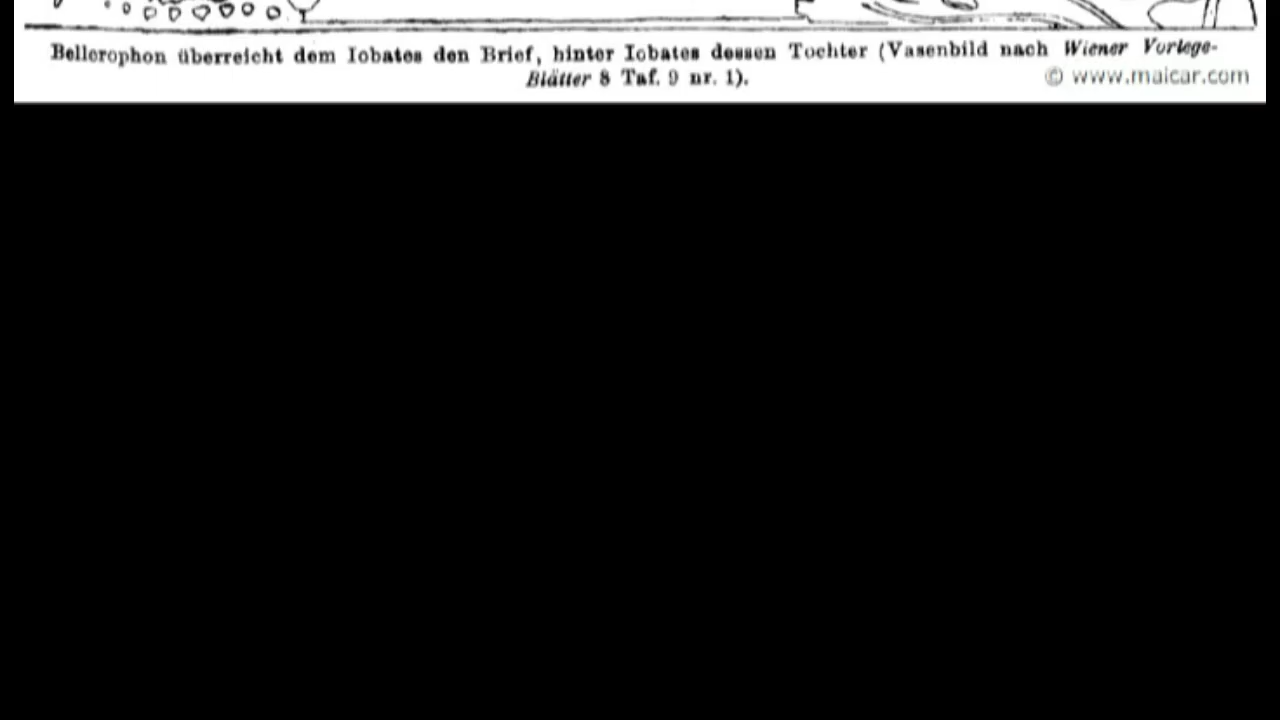 Bellerophon überreicht dem Iobates den Brief, hinter Iobates dessen Tochter (Vasenbild nach Wiener Vorlege-
Blätter 8 Taf. 9 nr. 1).
© www.maicar.com